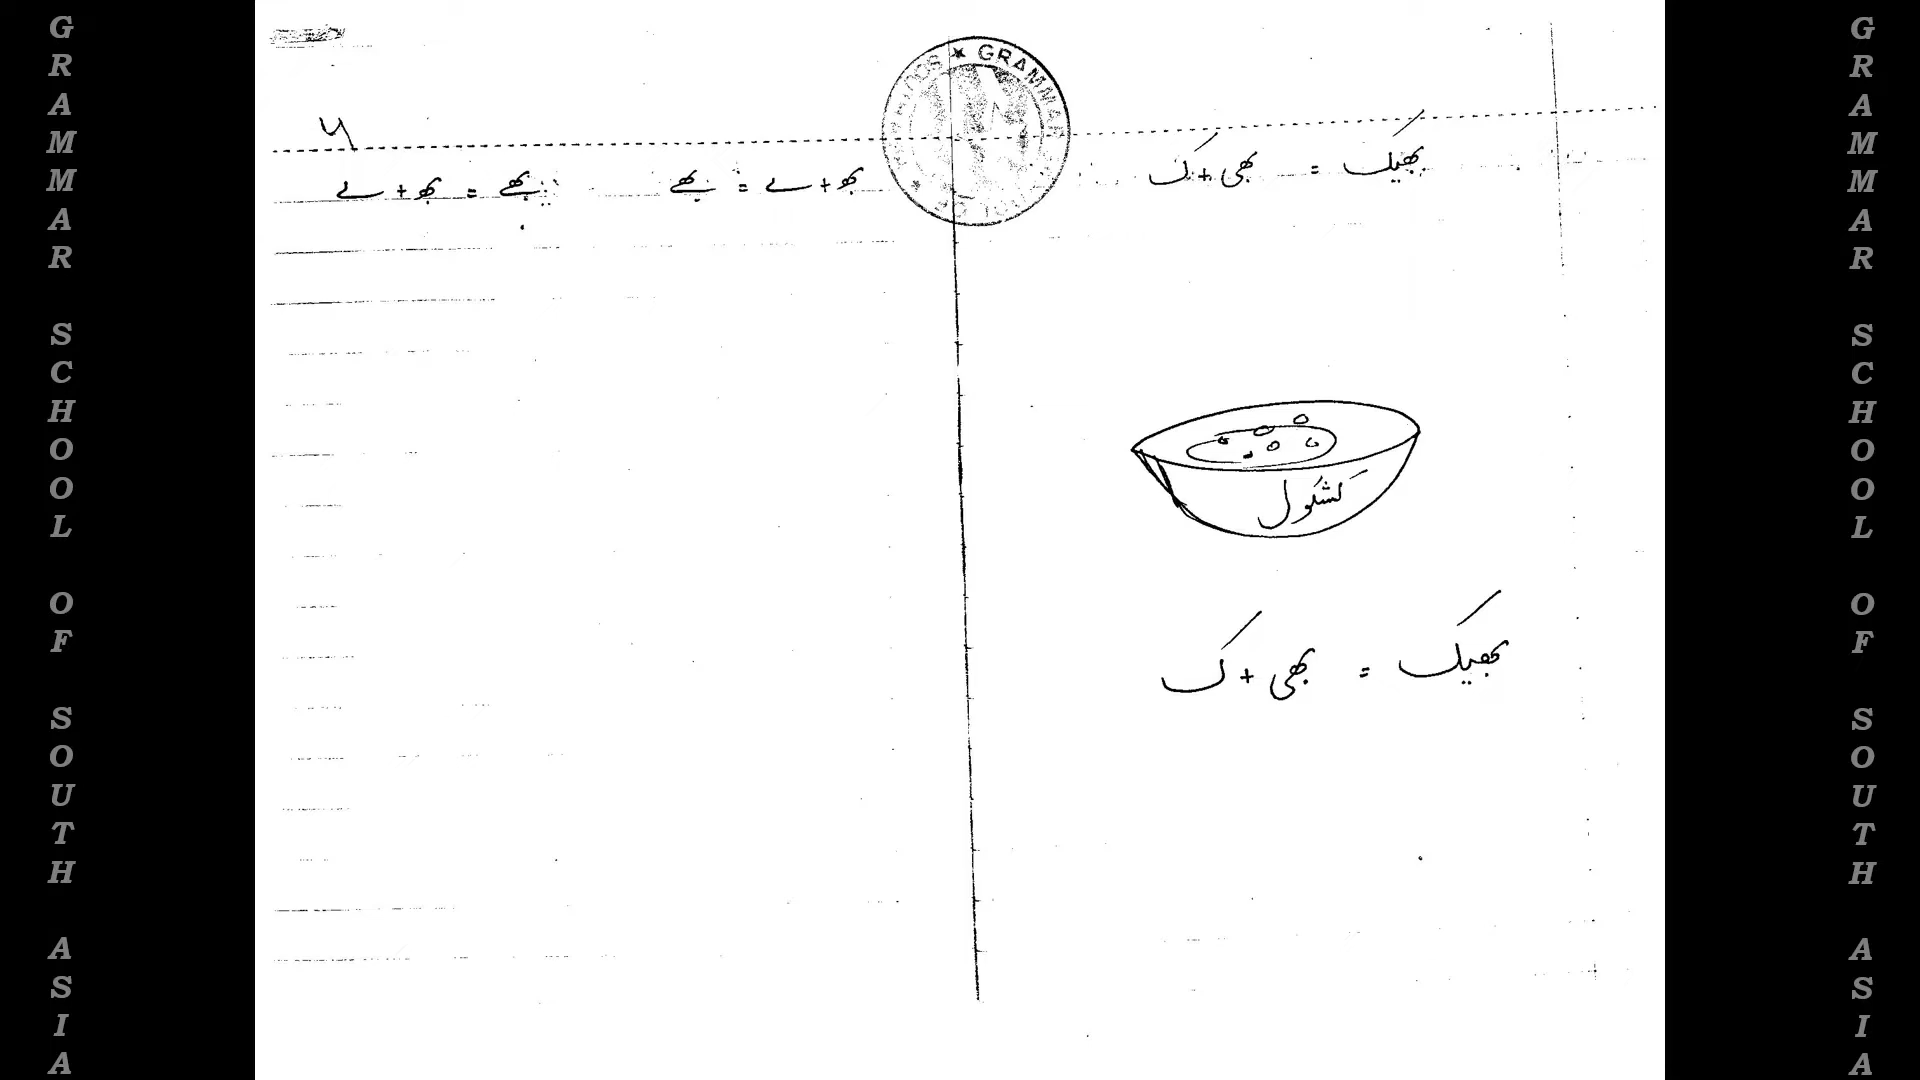 GRAMMAR SCHOOL OF SOUTH ASIA
۲
بھیک = بھی + ک
بھ + ے = بھے
بھے = بھ + ے
کشکول
بھیک = بھی + ک
GRAMMAR SCHOOL OF SOUTH ASIA